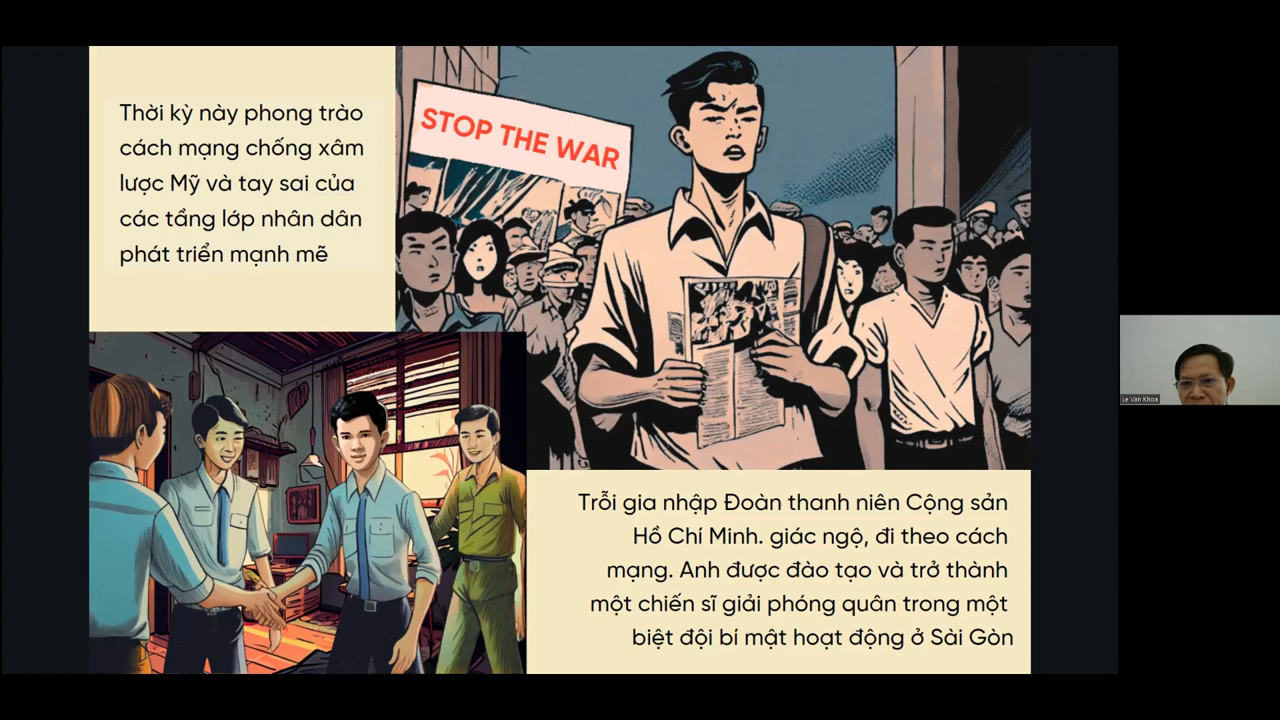 Thời kỳ này phong trào
cách mạng chống xâm
lược Mỹ và tay sai của
các tầng lớp nhân dân
phát triển mạnh mẽ
STOP THE WAR
Trỗi gia nhập Đoàn thanh niên Cộng sản
Hồ Chí Minh. giác ngộ, đi theo cách
mạng. Anh được đào tạo và trở thành
một chiến sĩ giải phóng quân trong một
biệt đội bí mật hoạt động ở Sài Gòn
Le Van Khoa